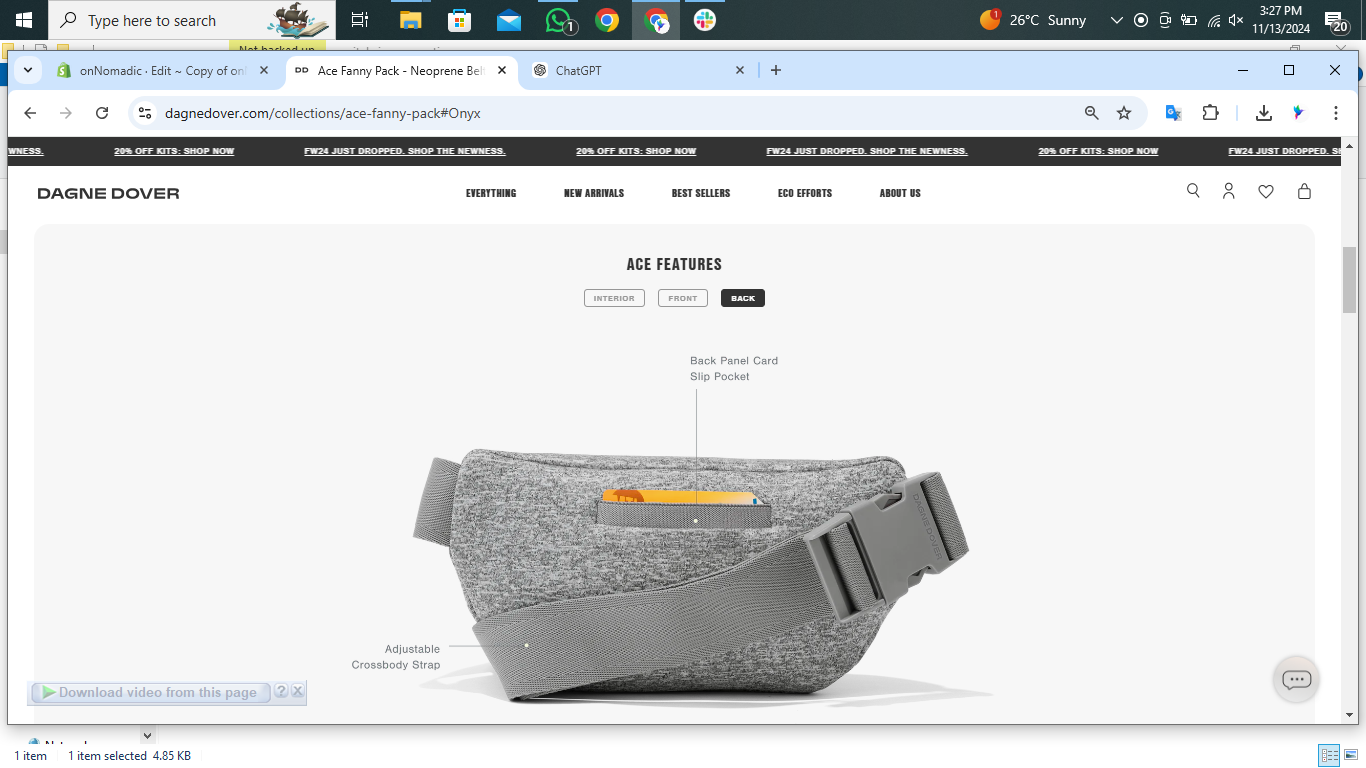 Type here to search
1
1
26°C Sunny
3:27 PM
11/13/2024
20
Not backed up
onNomadic · Edit ~ Copy of on
DD
Ace Fanny Pack - Neoprene Bel
ChatGPT
dagnedover.com/collections/ace-fanny-pack#Onyx
WNESS.
20% OFF KITS: SHOP NOW
FW24 JUST DROPPED. SHOP THE NEWNESS.
20% OFF KITS: SHOP NOW
FW24 JUST DROPPED. SHOP THE NEWNESS.
20% OFF KITS: SHOP NOW
FW24 JUST DROPPED. S
DAGNE DOVER
EVERYTHING
NEW ARRIVALS
BEST SELLERS
ECO EFFORTS
ABOUT US
ACE FEATURES
INTERIOR
FRONT
BACK
Back Panel Card
Slip Pocket
DAGNE DOVER
Adjustable
Crossbody Strap
Download video from this page
?
1 item
1 item selected 4.85 KB